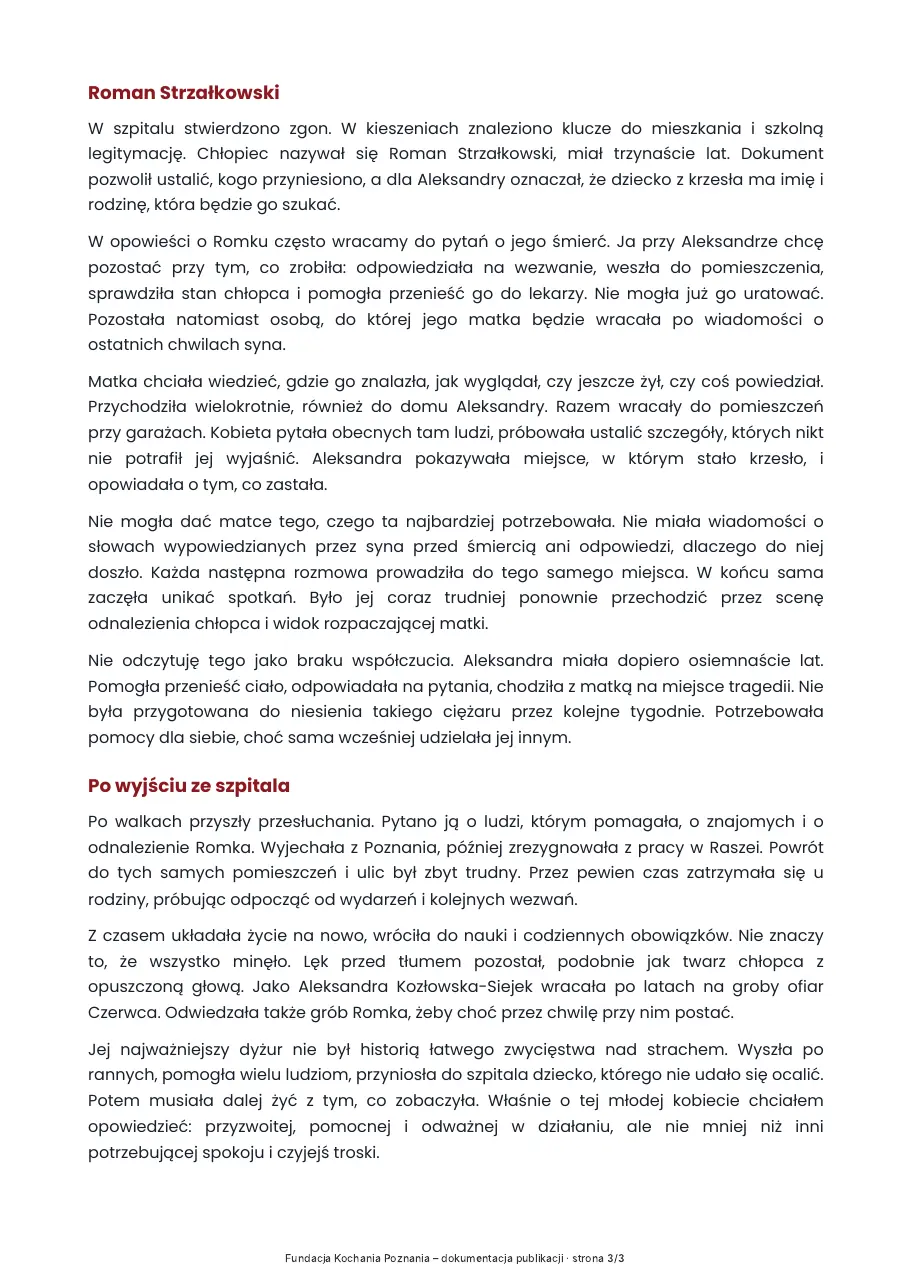 Roman Strzałkowski
W szpitalu stwierdzono zgon. W kieszeniach znaleziono klucze do mieszkania i szkolną
legitymację. Chłopiec nazywał się Roman Strzałkowski, miał trzynaście lat. Dokument
pozwolił ustalić, kogo przyniesiono, a dla Aleksandry oznaczał, że dziecko z krzesła ma imię i
rodzinę, która będzie go szukać.
W opowieści o Romku często wracamy do pytań o jego śmierć. Ja przy Aleksandrze chcę
pozostać przy tym, co zrobiła: odpowiedziała na wezwanie, weszła do pomieszczenia,
sprawdziła stan chłopca i pomogła przenieść go do lekarzy. Nie mogła już go uratować.
Pozostała natomiast osobą, do której jego matka będzie wracała po wiadomości o
ostatnich chwilach syna.
Matka chciała wiedzieć, gdzie go znalazła, jak wyglądał, czy jeszcze żył, czy coś powiedział.
Przychodziła wielokrotnie, również do domu Aleksandry. Razem wracały do pomieszczeń
przy garażach. Kobieta pytała obecnych tam ludzi, próbowała ustalić szczegóły, których nikt
nie potrafił jej wyjaśnić. Aleksandra pokazywała miejsce, w którym stało krzesło, i
opowiadała o tym, co zastała.
Nie mogła dać matce tego, czego ta najbardziej potrzebowała. Nie miała wiadomości o
słowach wypowiedzianych przez syna przed śmiercią ani odpowiedzi, dlaczego do niej
doszło. Każda następna rozmowa prowadziła do tego samego miejsca. W końcu sama
zaczęła unikać spotkań. Było jej coraz trudniej ponownie przechodzić przez scenę
odnalezienia chłopca i widok rozpaczającej matki.
Nie odczytuję tego jako braku współczucia. Aleksandra miała dopiero osiemnaście lat.
Pomogła przenieść ciało, odpowiadała na pytania, chodziła z matką na miejsce tragedii. Nie
była przygotowana do niesienia takiego ciężaru przez kolejne tygodnie. Potrzebowała
pomocy dla siebie, choć sama wcześniej udzielała jej innym.
Po wyjściu ze szpitala
Po walkach przyszły przesłuchania. Pytano ją o ludzi, którym pomagała, o znajomych i o
odnalezienie Romka. Wyjechała z Poznania, później zrezygnowała z pracy w Raszei. Powrót
do tych samych pomieszczeń i ulic był zbyt trudny. Przez pewien czas zatrzymała się u
rodziny, próbując odpocząć od wydarzeń i kolejnych wezwań.
Z czasem układała życie na nowo, wróciła do nauki i codziennych obowiązków. Nie znaczy
to, że wszystko minęło. Lęk przed tłumem pozostał, podobnie jak twarz chłopca z
opuszczoną głową. Jako Aleksandra Kozłowska-Siejek wracała po latach na groby ofiar
Czerwca. Odwiedzała także grób Romka, żeby choć przez chwilę przy nim postać.
Jej najważniejszy dyżur nie był historią łatwego zwycięstwa nad strachem. Wyszła po
rannych, pomogła wielu ludziom, przyniosła do szpitala dziecko, którego nie udało się ocalić.
Potem musiała dalej żyć z tym, co zobaczyła. Właśnie o tej młodej kobiecie chciałem
opowiedzieć: przyzwoitej, pomocnej i odważnej w działaniu, ale nie mniej niż inni
potrzebującej spokoju i czyjejś troski.
Fundacja Kochania Poznania – dokumentacja publikacji · strona 3/3